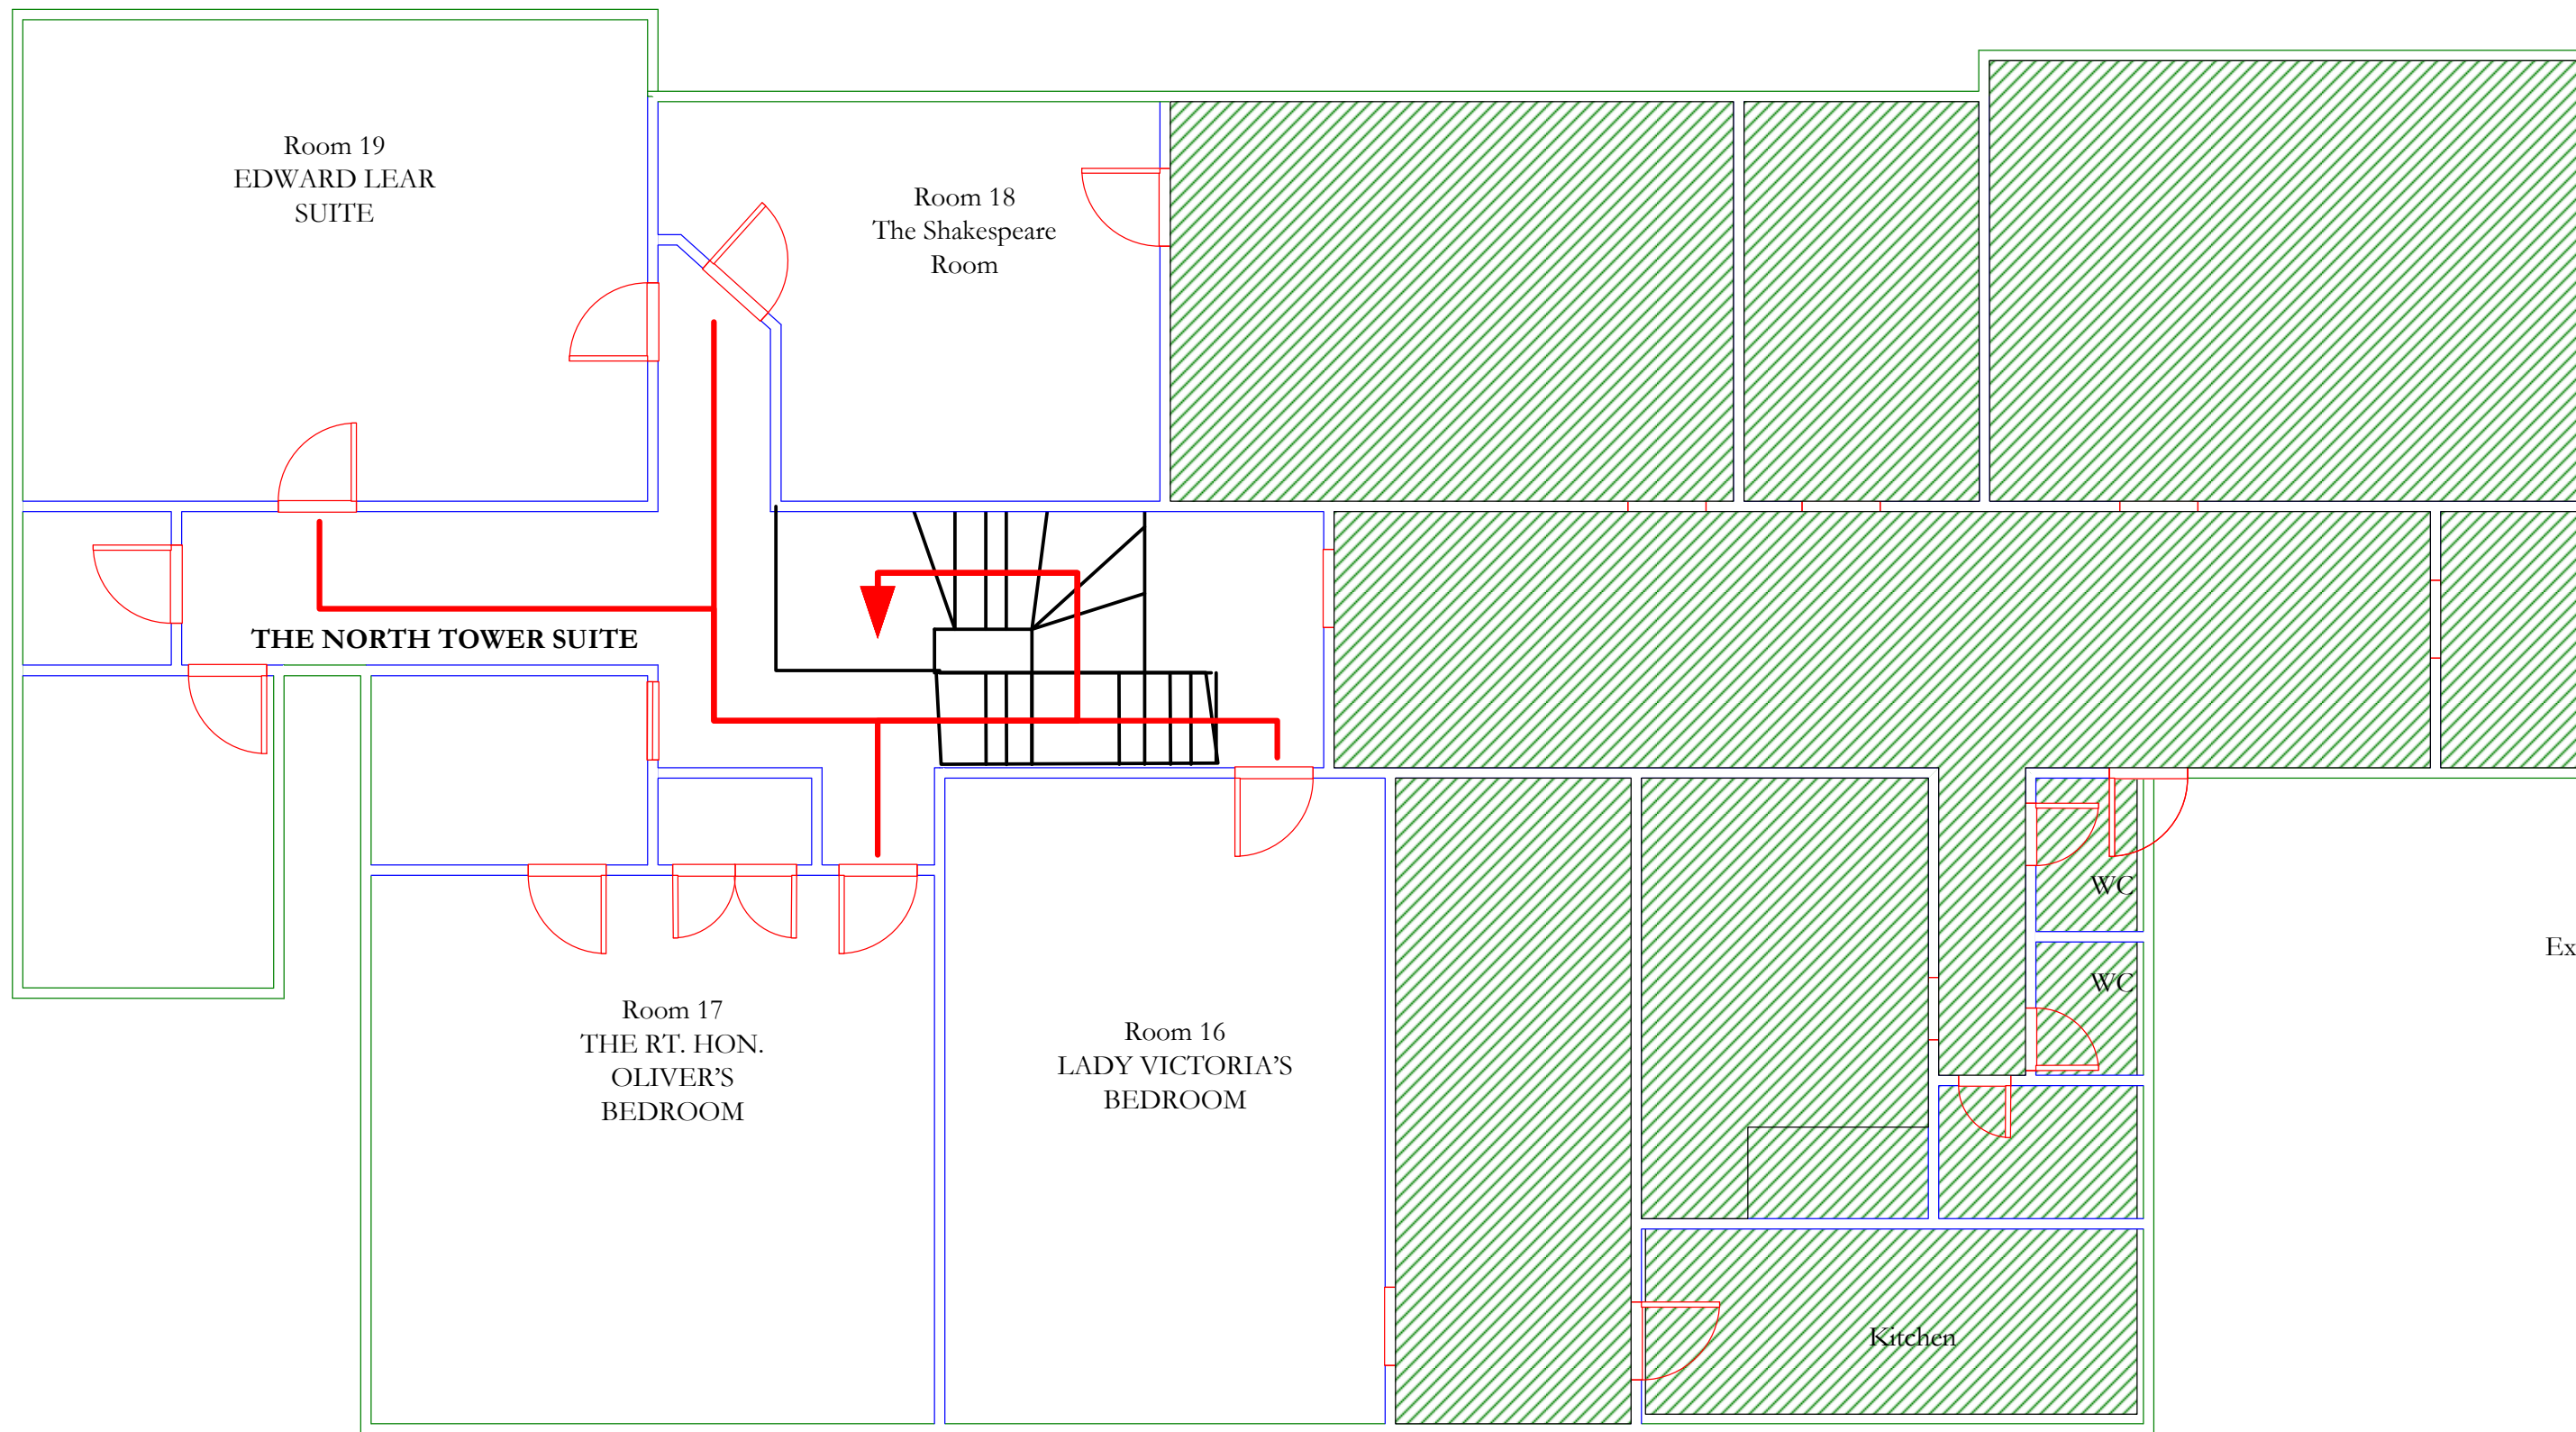 Room 19
EDWARD LEAR
SUITE
Room 18
The Shakespeare
Room
THE NORTH TOWER SUITE
WC
Ex
WC
Room 17
THE RT. HON.
OLIVER’S
BEDROOM
Room 16
LADY VICTORIA’S
BEDROOM
Kitchen